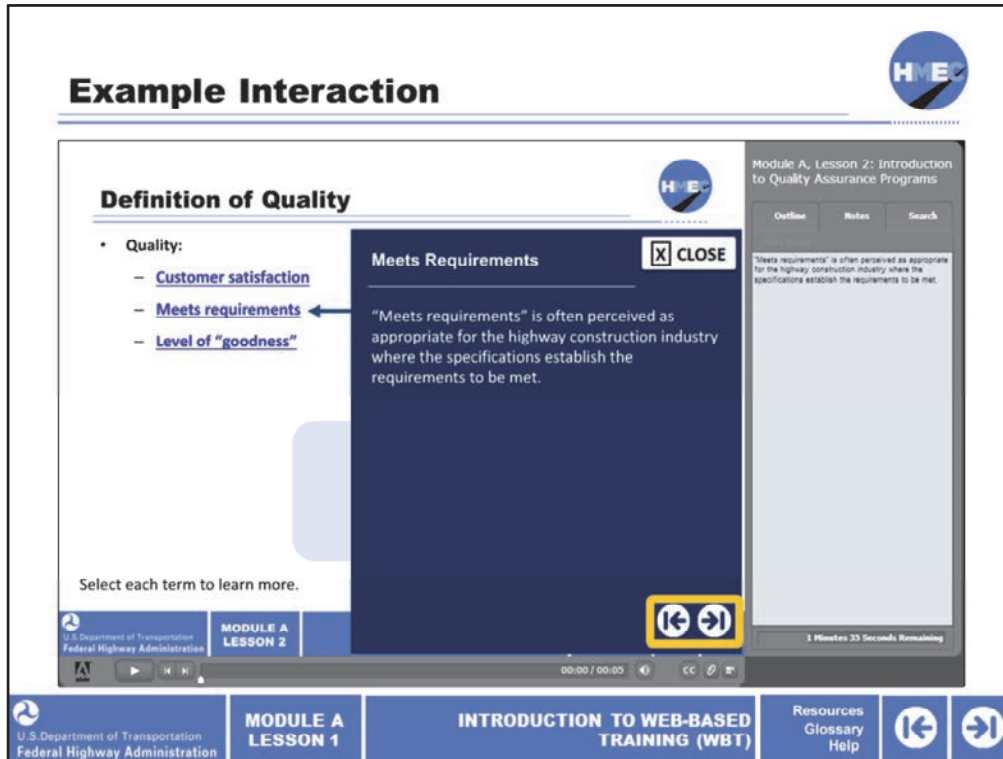 Example Interaction
HMEC
Definition of Quality
HMEC
• Quality:
– Customer satisfaction
– Meets requirements
– Level of “goodness”
Select each term to learn more.
Meets Requirements
X CLOSE
“Meets requirements” is often perceived as
appropriate for the highway construction industry
where the specifications establish the
requirements to be met.
Module A, Lesson 2: Introduction
to Quality Assurance Programs
Outline Notes Search
"Meets requirements" is often perceived as appropriate
for the highway construction industry where the
specifications establish the requirements to be met.
1 Minutes 35 Seconds Remaining
U.S.Department of Transportation
Federal Highway Administration
MODULE A
LESSON 2
00:00 / 00:05
CC
U.S.Department of Transportation
Federal Highway Administration
MODULE A
LESSON 1
INTRODUCTION TO WEB-BASED
TRAINING (WBT)
Resources
Glossary
Help